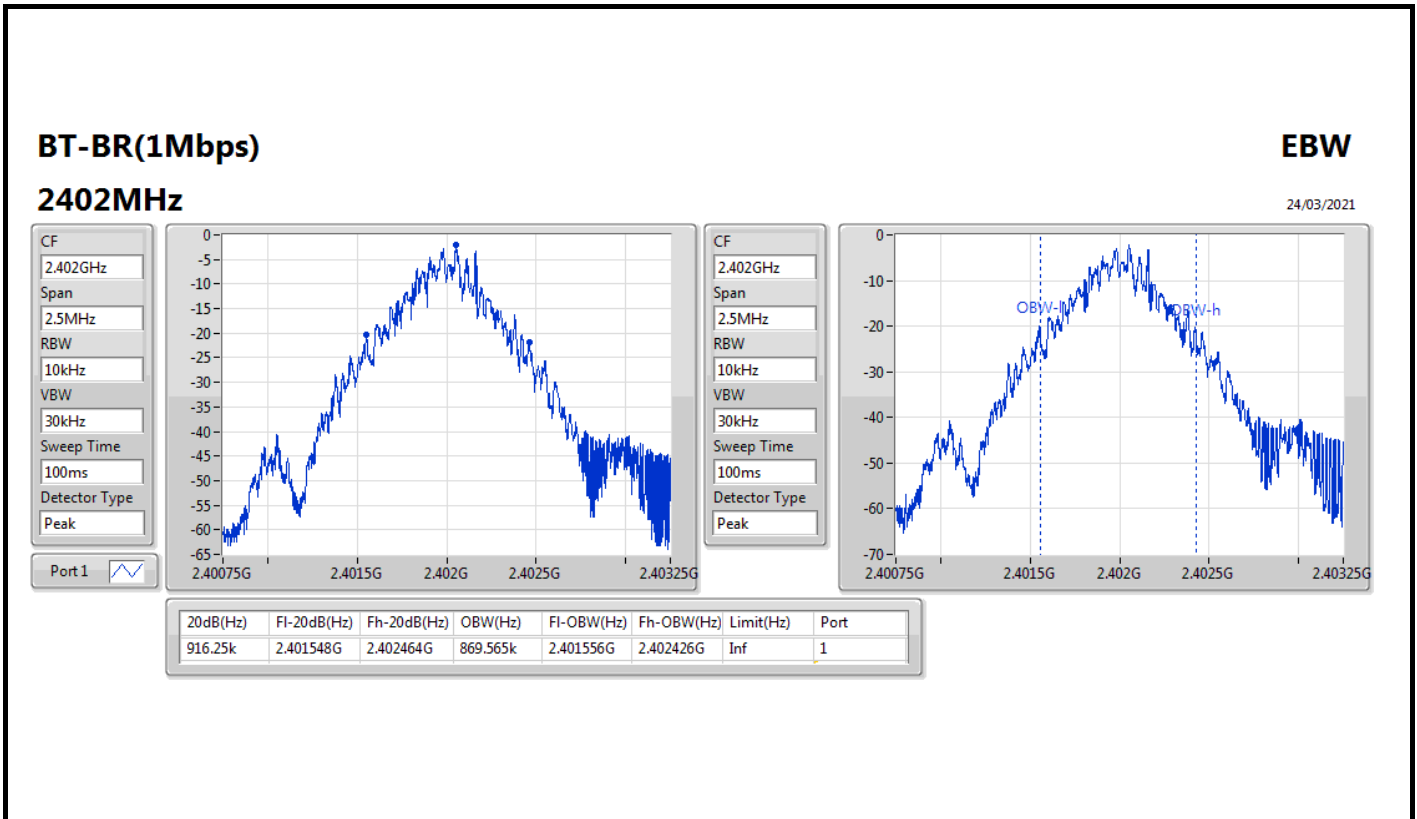 BT-BR(1Mbps)
EBW
2402MHz
24/03/2021
CF
2.402GHz
Span
2.5MHz
RBW
10kHz
VBW
30kHz
Sweep Time
100ms
Detector Type
Peak
Port 1
0
-5
-10
-15
-20
-25
-30
-35
-40
-45
-50
-55
-60
-65
2.40075G 2.4015G 2.402G 2.4025G 2.40325G
CF
2.402GHz
Span
2.5MHz
RBW
10kHz
VBW
30kHz
Sweep Time
100ms
Detector Type
Peak
0
-10
-20
-30
-40
-50
-60
-70
OBW-l OBW-h
2.40075G 2.4015G 2.402G 2.4025G 2.40325G
20dB(Hz) Fl-20dB(Hz) Fh-20dB(Hz) OBW(Hz) Fl-OBW(Hz) Fh-OBW(Hz) Limit(Hz) Port
916.25k 2.401548G 2.402464G 869.565k 2.401556G 2.402426G Inf 1